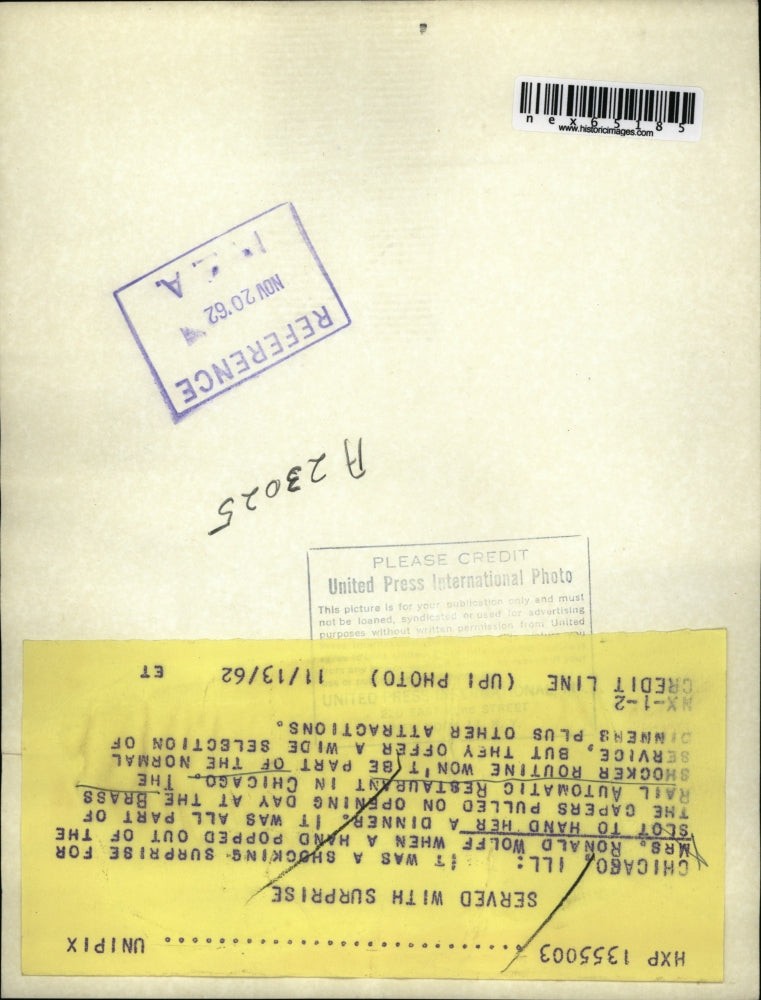 nex65185
www.historicimages.com
REFERENCE
NOV 20'62
A.
A 23025
PLEASE CREDIT
United Press International Photo
This picture is for your publication only and must
not be loaned, syndicated or used for advertising
purposes without written permission from United
HXP 1355003 UNIPIX
SERVED WITH SURPRISE
CHICAGO, ILL: IT WAS A SHOCKING SURPRISE FOR
MRS. RONALD WOLFF WHEN A HAND POPPED OUT OF THE
SLOT TO HAND HER A DINNER. IT WAS ALL PART OF
THE CAPERS PULLED ON OPENING DAY AT THE BRASS
RAIL AUTOMATIC RESTAURANT IN CHICAGO. THE
SHOCKER ROUTINE WON'T BE PART OF THE NORMAL
SERVICE, BUT THEY OFFER A WIDE SELECTION OF
DINNERS PLUS OTHER ATTRACTIONS.
NX-1-2
CREDIT LINE (UPI PHOTO) 11/13/62 ET